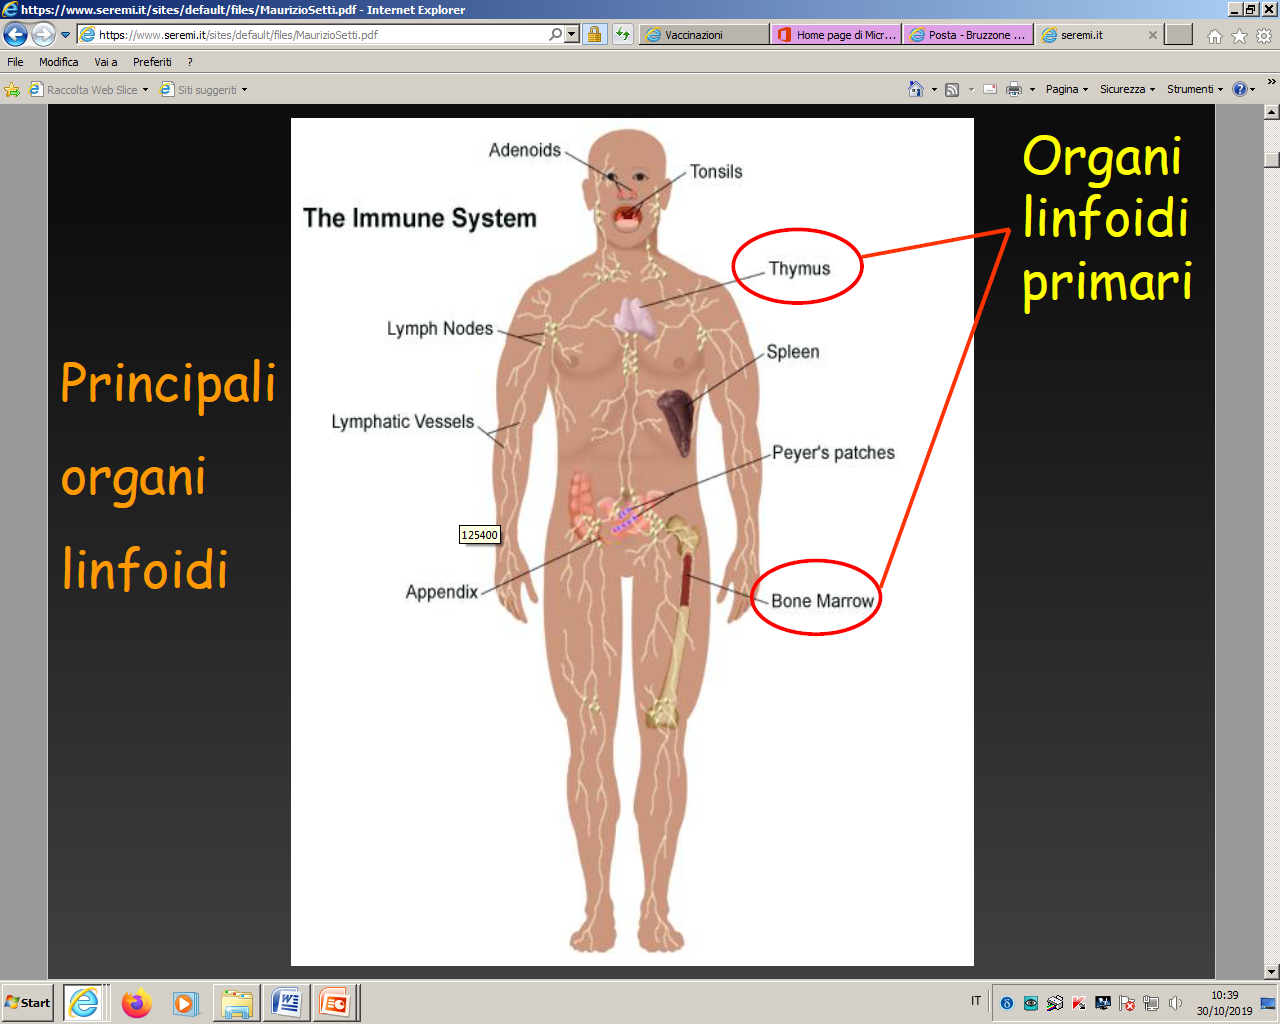 https://www.seremi.it/sites/default/files/MaurizioSetti.pdf - Internet Explorer
https://www.seremi.it/sites/default/files/MaurizioSetti.pdf
Vaccinazioni
Home page di Micr...
Posta - Bruzzone ...
seremi.it
File Modifica Vai a Preferiti ?
Raccolta Web Slice Siti suggeriti Pagina Sicurezza Strumenti
Organi
linfoidi
primari
Adenoids
Tonsils
The Immune System
Thymus
Lymph Nodes
Spleen
Principali
organi
linfoidi
Lymphatic Vessels
Peyer's patches
125400
Appendix
Bone Marrow
Start
IT
10:39
30/10/2019